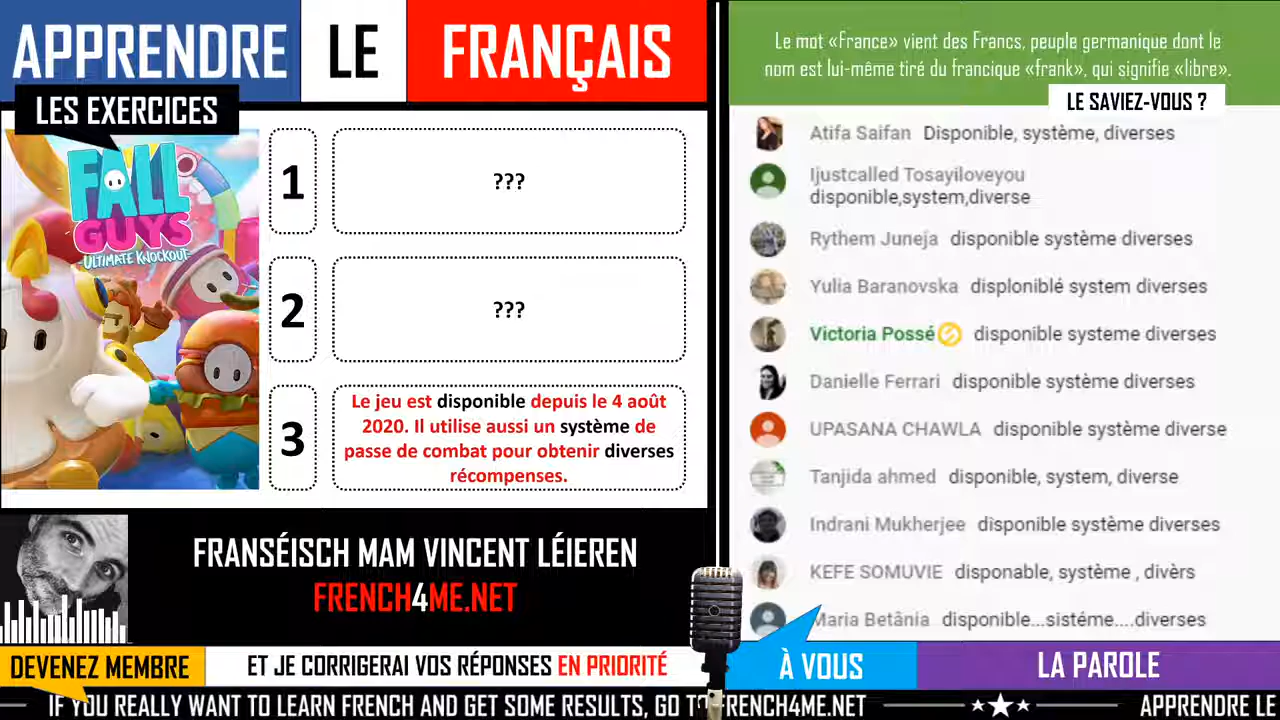 APPRENDRE LE FRANÇAIS
LES EXERCICES
FALL
GUYS
ULTIMATE KNOCKOUT
1
???
2
???
3
Le jeu est disponible depuis le 4 août
2020. Il utilise aussi un système de
passe de combat pour obtenir diverses
récompenses.
FRANSÉISCH MAM VINCENT LÉIEREN
FRENCH4ME.NET
DEVENEZ MEMBRE
ET JE CORRIGERAI VOS RÉPONSES EN PRIORITÉ
Le mot «France» vient des Francs, peuple germanique dont le
nom est lui-même tiré du francique «frank», qui signifie «libre».
LE SAVIEZ-VOUS ?
Atifa Saifan Disponible, système, diverses
Ijustcalled Tosayiloveyou
disponible,system,diverse
Rythem Juneja disponible système diverses
Yulia Baranovska disploniblé system diverses
Victoria Possé disponible systeme diverses
Danielle Ferrari disponible système diverses
UPASANA CHAWLA disponible système diverse
Tanjida ahmed disponible, system, diverse
Indrani Mukherjee disponible système diverses
KEFE SOMUVIE disponable, système , divèrs
Maria Betânia disponible...sistéme....diverses
À VOUS
LA PAROLE
IF YOU REALLY WANT TO LEARN FRENCH AND GET SOME RESULTS, GO TO FRENCH4ME.NET
APPRENDRE LE